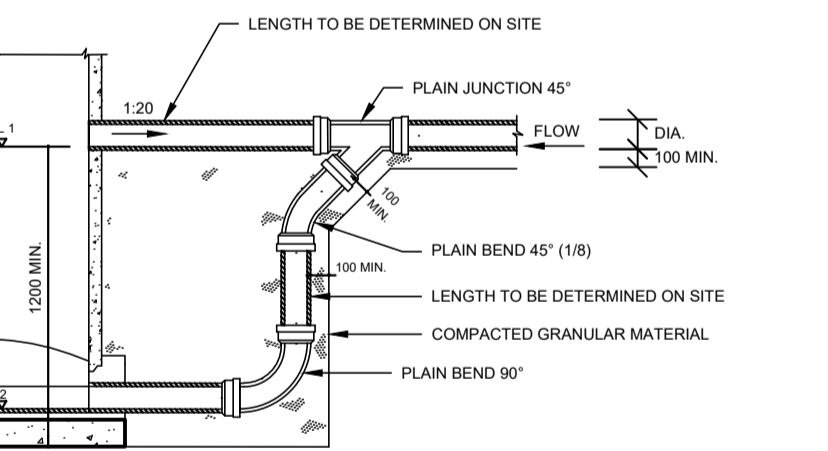 LENGTH TO BE DETERMINED ON SITE
PLAIN JUNCTION 45°
1:20
1
FLOW
DIA.
100 MIN.
100
MIN.
PLAIN BEND 45° (1/8)
1200 MIN.
100 MIN.
LENGTH TO BE DETERMINED ON SITE
COMPACTED GRANULAR MATERIAL
PLAIN BEND 90°
2